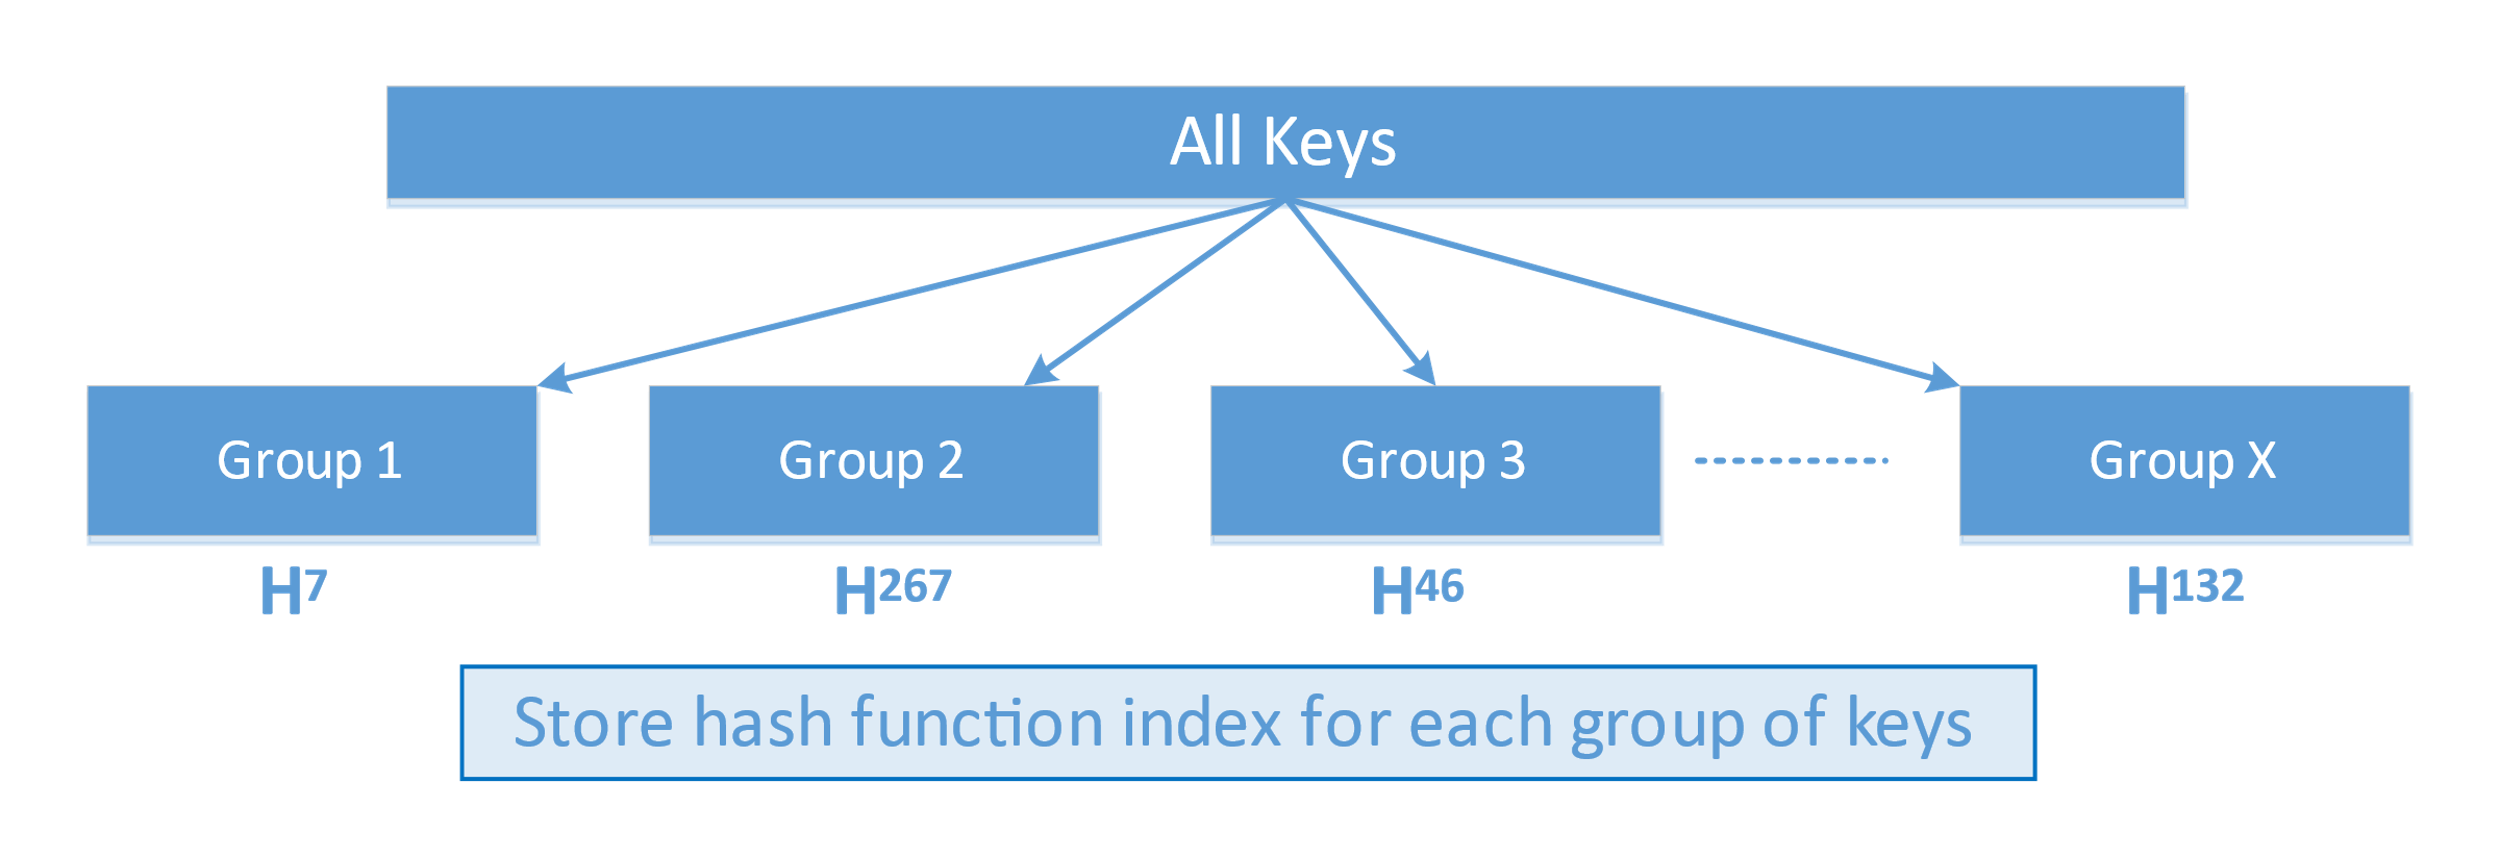 All Keys
Group 1
Group 2
Group 3
Group X
H7
H267
H46
H132
Store hash function index for each group of keys